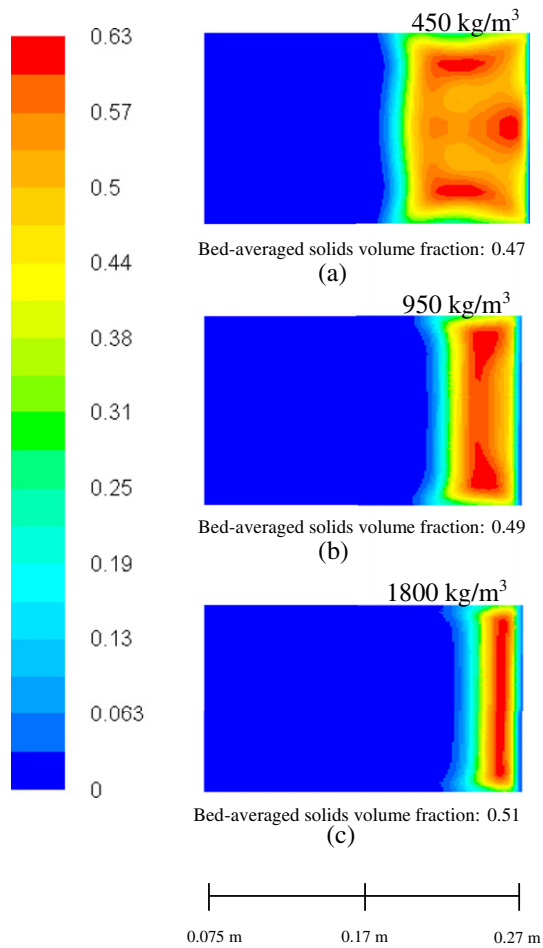 0.63
0.57
0.5
0.44
0.38
0.31
0.25
0.19
0.13
0.063
0
450 kg/m³
Bed-averaged solids volume fraction: 0.47
(a)
950 kg/m³
Bed-averaged solids volume fraction: 0.49
(b)
1800 kg/m³
Bed-averaged solids volume fraction: 0.51
(c)
0.075 m
0.17 m
0.27 m